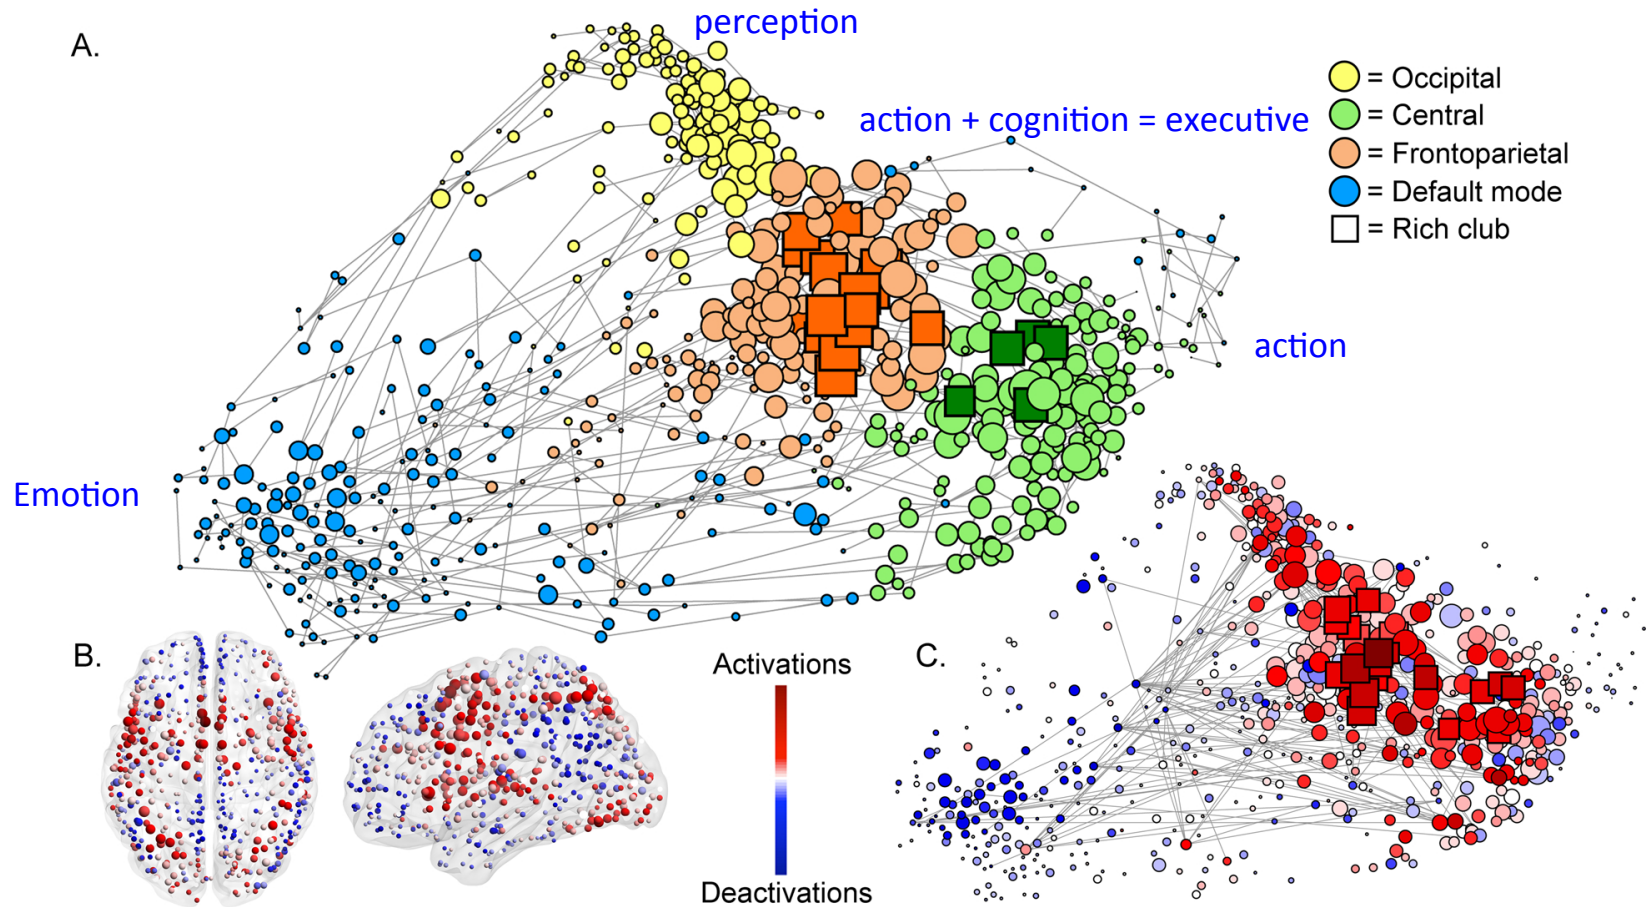 perception
A.
= Occipital
action + cognition = executive
= Central
= Frontoparietal
= Default mode
= Rich club
action
Emotion
B.
Activations
C.
Deactivations